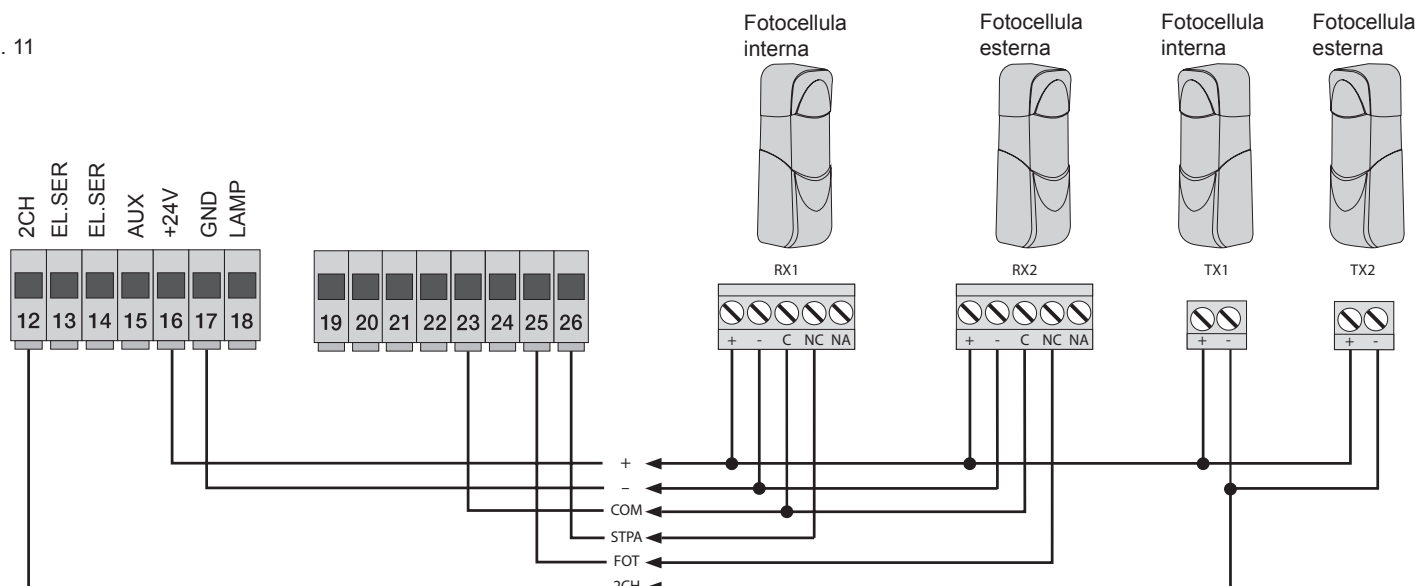 . 11
Fotocellula
interna
Fotocellula
esterna
Fotocellula
interna
Fotocellula
esterna
2CH
EL.SER
EL.SER
AUX
+24V
GND
LAMP
RX1
RX2
TX1
TX2
12 13 14 15 16 17 18
19 20 21 22 23 24 25 26
+ - C NC NA
+ - C NC NA
+ -
+ -
+
–
COM
STPA
FOT
2CH